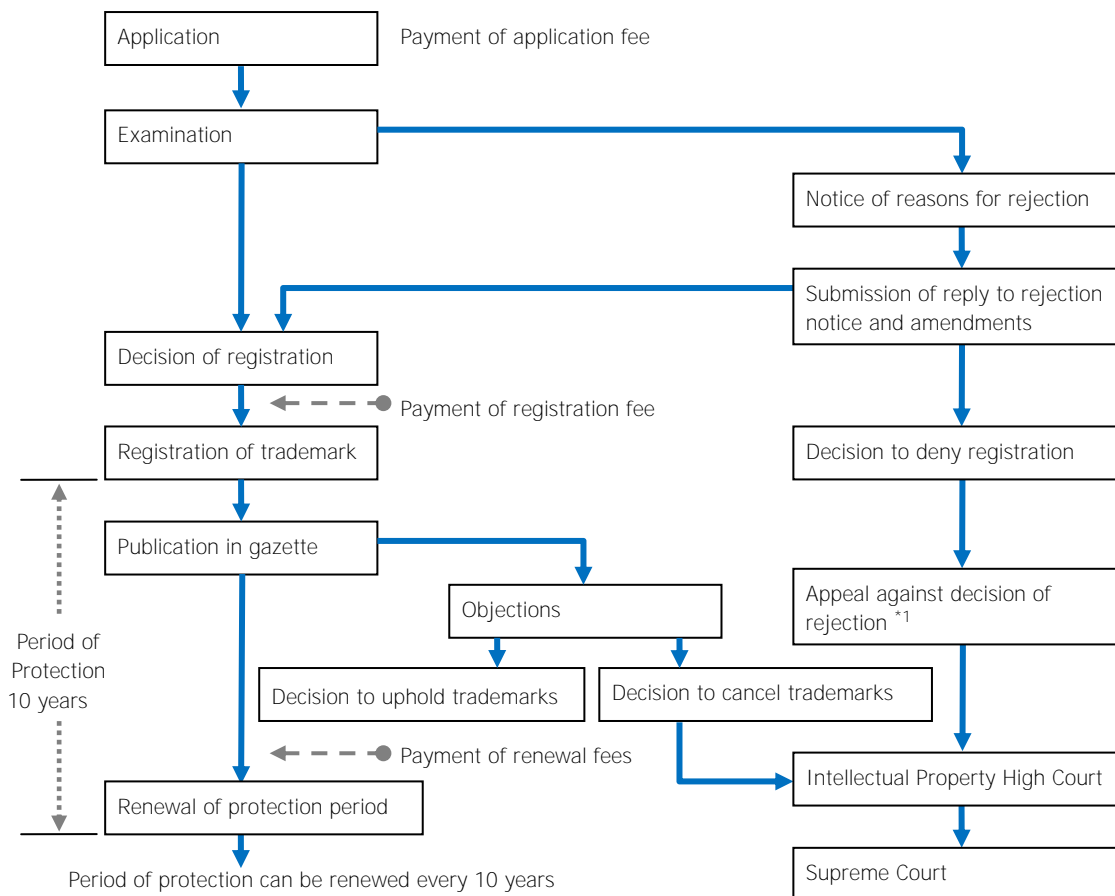 Application
Payment of application fee
Examination
Notice of reasons for rejection
Submission of reply to rejection
notice and amendments
Decision of registration
Payment of registration fee
Registration of trademark
Decision to deny registration
Publication in gazette
Objections
Appeal against decision of
rejection *1
Period of
Protection
10 years
Decision to uphold trademarks
Decision to cancel trademarks
Payment of renewal fees
Intellectual Property High Court
Renewal of protection period
Supreme Court
Period of protection can be renewed every 10 years